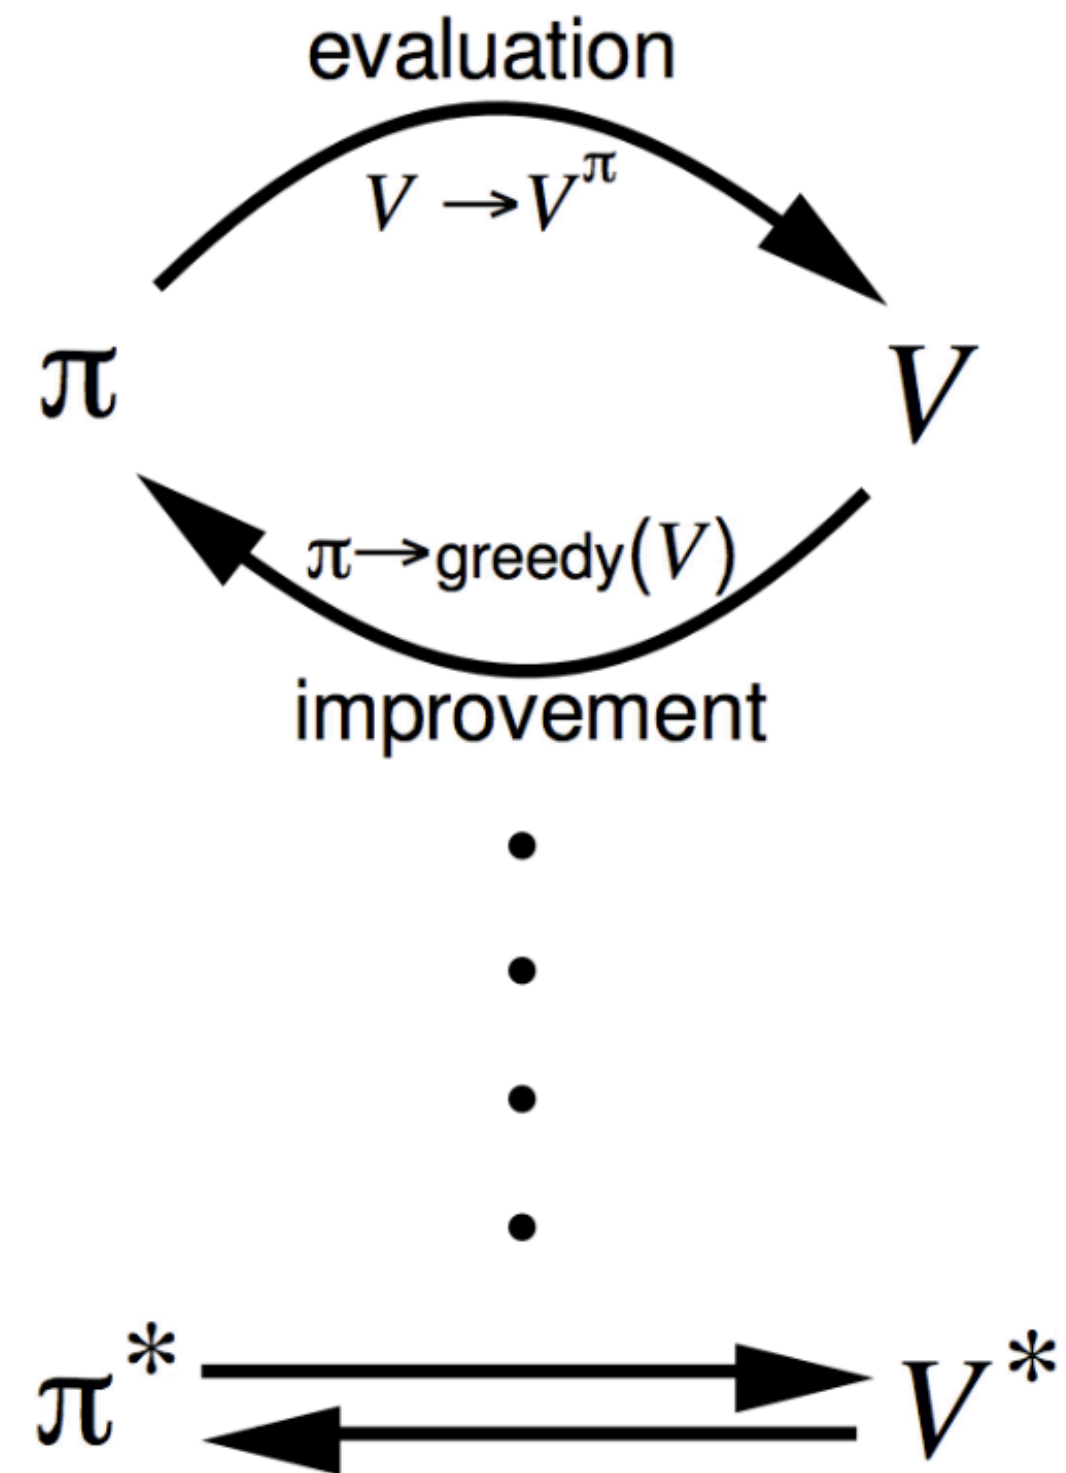 evaluation
V → V^π
π V
π → greedy(V)
improvement
π* V*